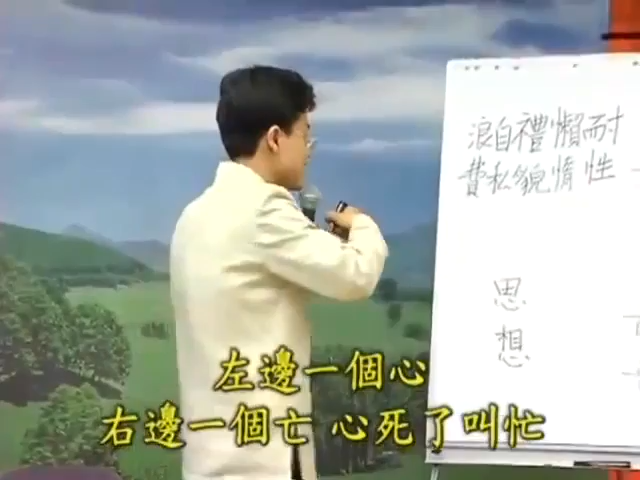 浪自禮懶耐
費私貌惰性
思
想
左邊一個心
右邊一個亡 心死了叫忙